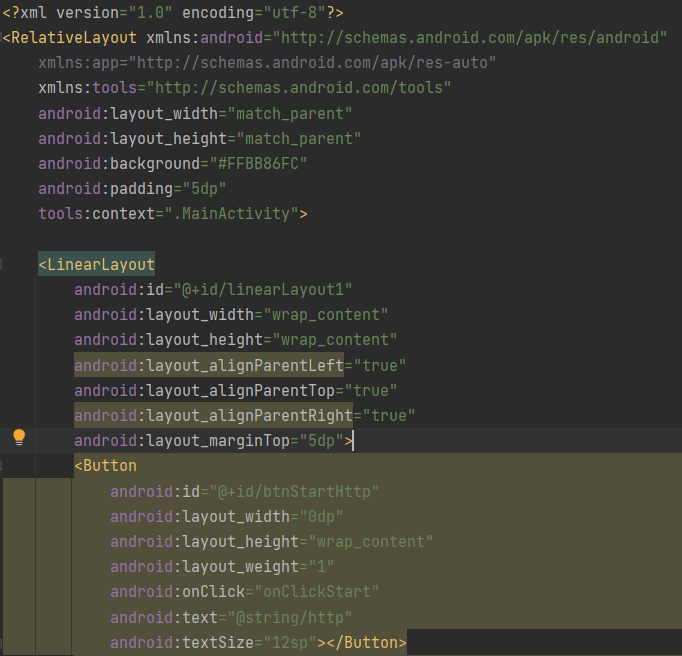 <?xml version="1.0" encoding="utf-8"?>
<RelativeLayout xmlns:android="http://schemas.android.com/apk/res/android"
    xmlns:app="http://schemas.android.com/apk/res-auto"
    xmlns:tools="http://schemas.android.com/tools"
    android:layout_width="match_parent"
    android:layout_height="match_parent"
    android:background="#FFBB86FC"
    android:padding="5dp"
    tools:context=".MainActivity">

    <LinearLayout
        android:id="@+id/linearLayout1"
        android:layout_width="wrap_content"
        android:layout_height="wrap_content"
        android:layout_alignParentLeft="true"
        android:layout_alignParentTop="true"
        android:layout_alignParentRight="true"
        android:layout_marginTop="5dp">
        <Button
            android:id="@+id/btnStartHttp"
            android:layout_width="0dp"
            android:layout_height="wrap_content"
            android:layout_weight="1"
            android:onClick="onClickStart"
            android:text="@string/http"
            android:textSize="12sp"></Button>